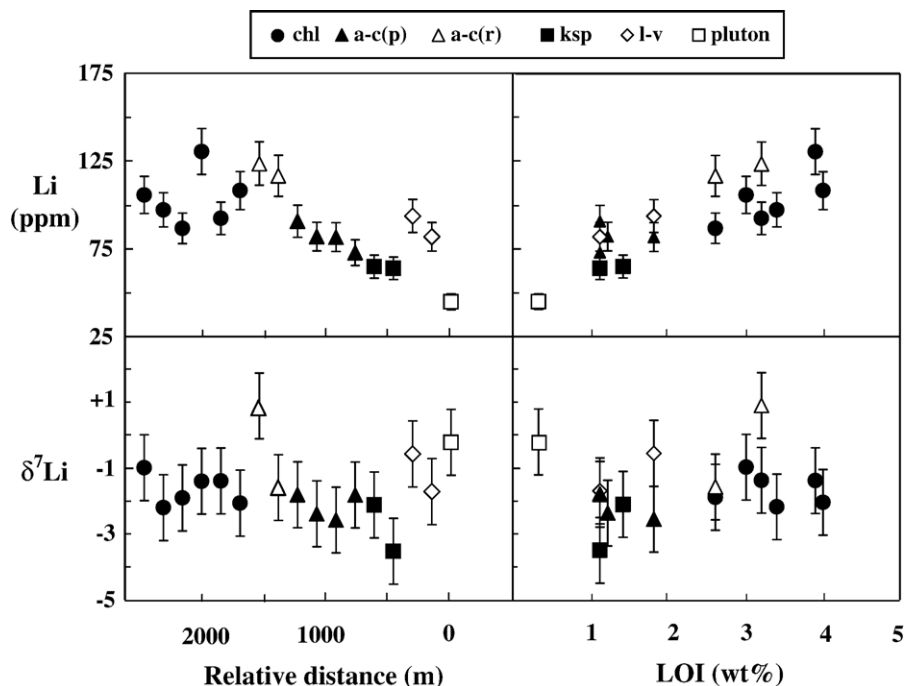 chl a-c(p) a-c(r) ksp l-v pluton
175
125
Li
(ppm)
75
25
+1
-1
δ⁷Li
-3
-5
2000 1000 0 1 2 3 4 5
Relative distance (m) LOI (wt%)